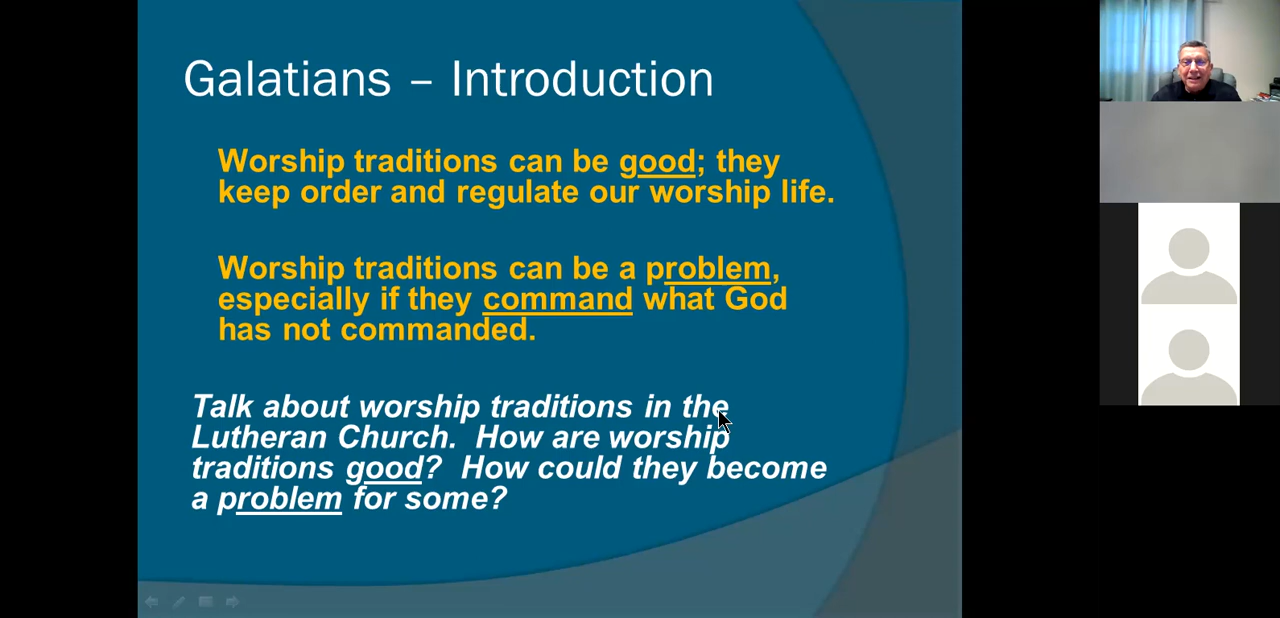 Galatians – Introduction
Worship traditions can be good; they
keep order and regulate our worship life.
Worship traditions can be a problem,
especially if they command what God
has not commanded.
Talk about worship traditions in the
Lutheran Church.  How are worship
traditions good?  How could they become
a problem for some?